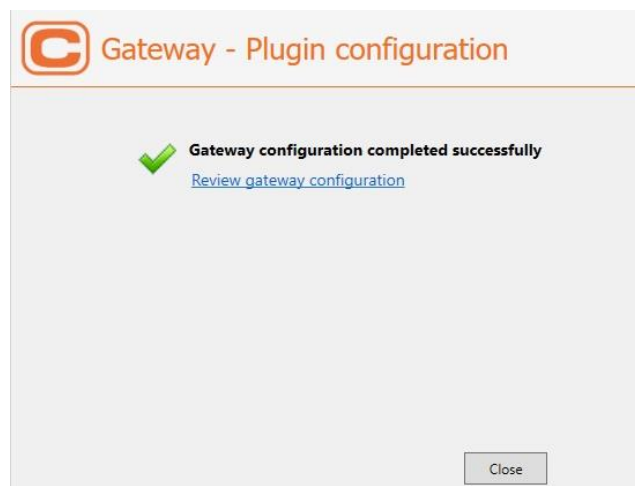 C Gateway - Plugin configuration
Gateway configuration completed successfully
Review gateway configuration
Close